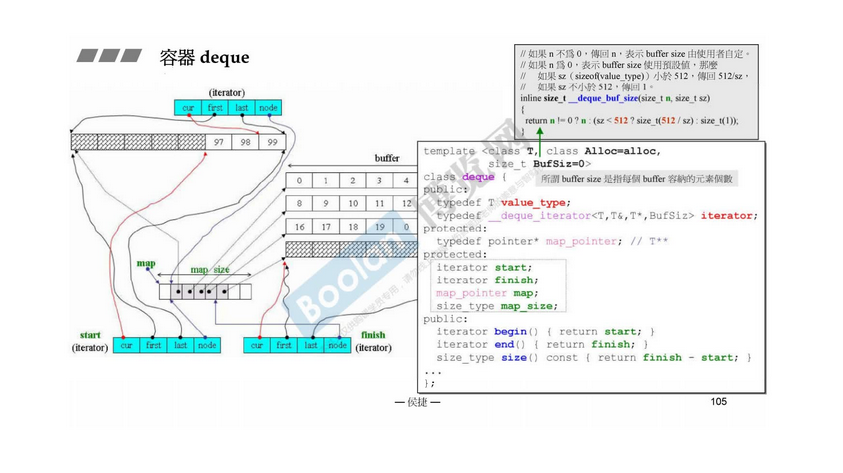 容器 deque
// 如果 n 不為 0，傳回 n，表示 buffer size 由使用者自定。
// 如果 n 為 0，表示 buffer size 使用預設值，那麼
// 如果 sz（sizeof(value_type)）小於 512，傳回 512/sz，
// 如果 sz 不小於 512，傳回 1。
inline size_t __deque_buf_size(size_t n, size_t sz)
{
return n != 0 ? n : (sz < 512 ? size_t(512 / sz) : size_t(1));
}
(iterator)
cur first last node
97 98 99
buffer
0 1 2 3 4
8 9 10 11 12
16 17 18 19 0
map
map size
start
(iterator)
cur first last node
cur first last node
finish
(iterator)
template <class T, class Alloc=alloc,
size_t BufSiz=0>
class deque {
所謂 buffer size 是指每個 buffer 容納的元素個數
public:
typedef T value_type;
typedef __deque_iterator<T,T&,T*,BufSiz> iterator;
protected:
typedef pointer* map_pointer; // T**
protected:
iterator start;
iterator finish;
map_pointer map;
size_type map_size;
public:
iterator begin() { return start; }
iterator end() { return finish; }
size_type size() const { return finish - start; }
...
};
Boolan
博览网
— 侯捷 —
105